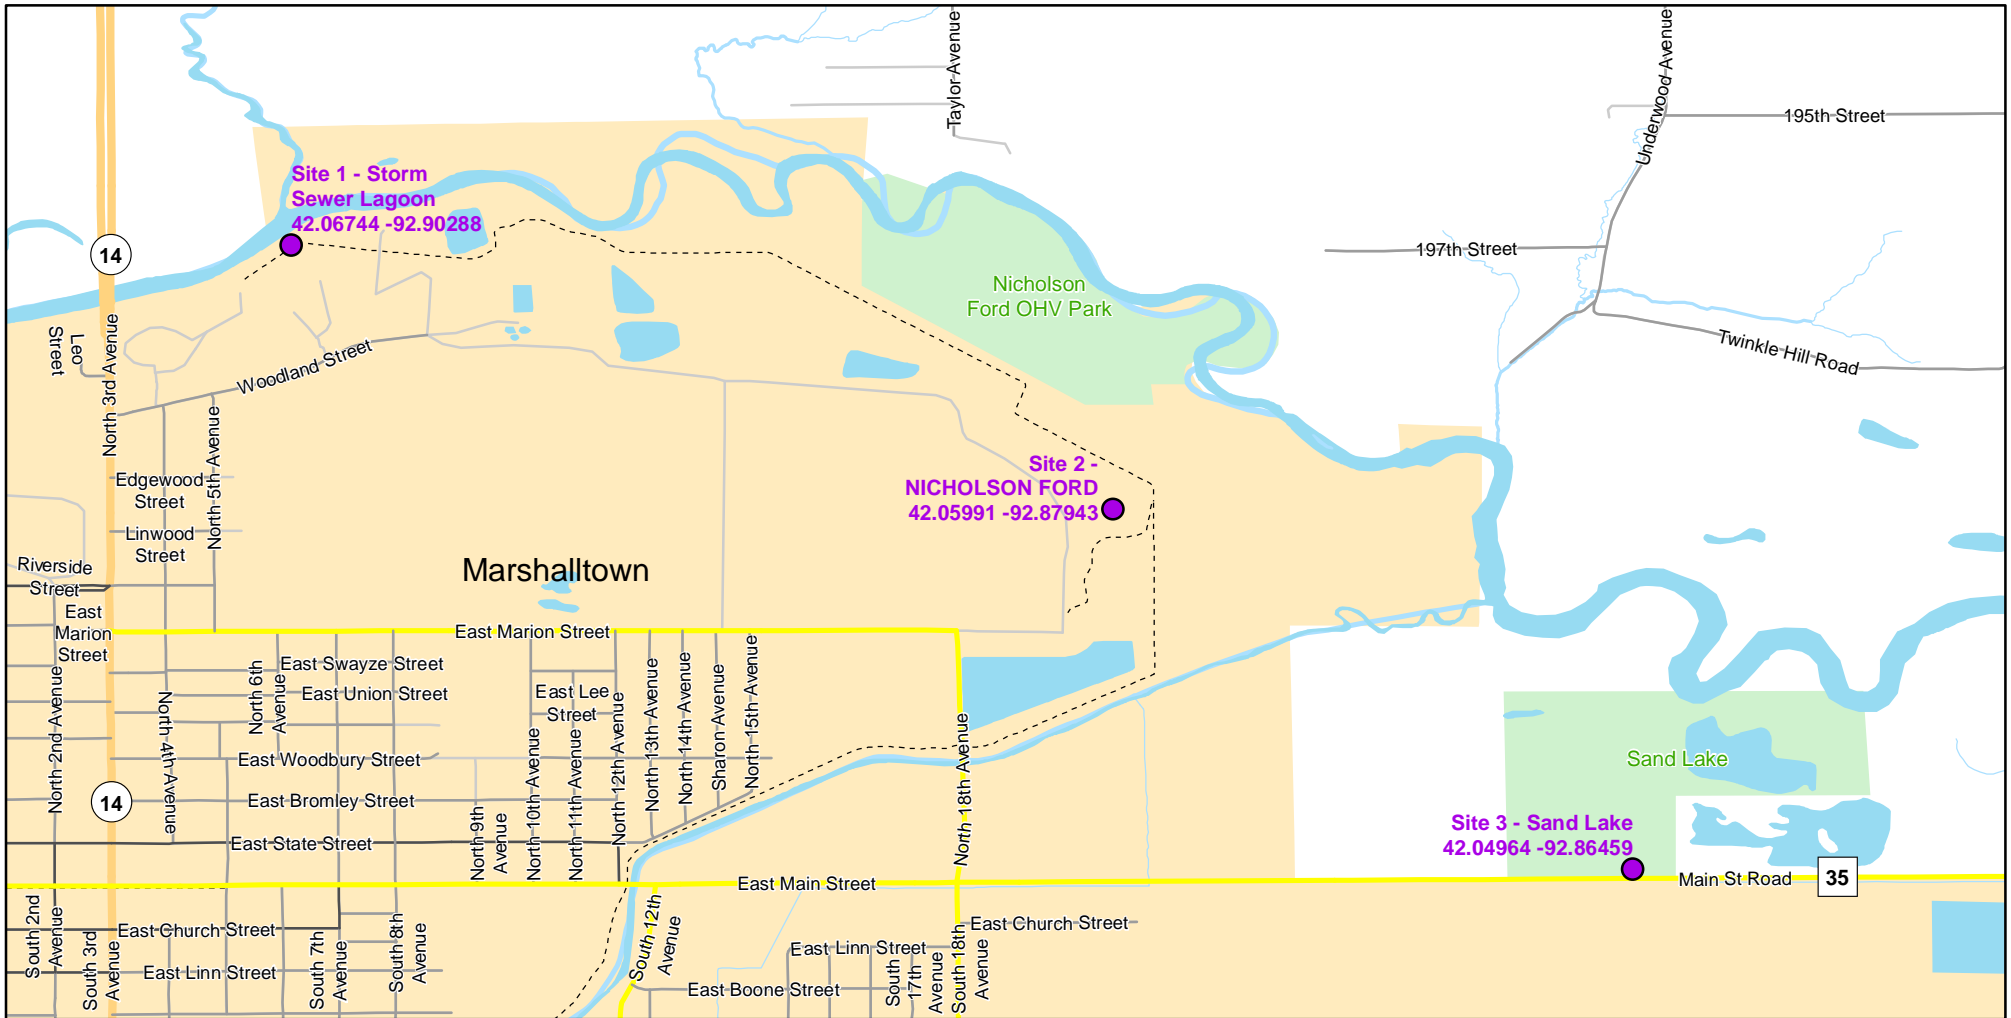 Taylor Avenue
Underwood Avenue
195th Street
Site 1 - Storm
Sewer Lagoon
42.06744 -92.90288
14
197th Street
Nicholson
Ford OHV Park
Leo
Street
North 3rd Avenue
Woodland Street
Twinkle Hill Road
North 5th Avenue
Edgewood
Street
Linwood
Street
Site 2 -
NICHOLSON FORD
42.05991 -92.87943
Riverside
Street
Marshalltown
East
Marion
Street
East Marion Street
North 2nd Avenue
North 4th Avenue
North 6th
Avenue
East Swayze Street
East Union Street
East Lee
Street
North 10th Avenue
North 11th Avenue
North 12th Avenue
North 13th Avenue
North 14th Avenue
Sharon Avenue
North 15th Avenue
North 18th Avenue
East Woodbury Street
Sand Lake
14
East Bromley Street
North 9th
Avenue
East State Street
Site 3 - Sand Lake
42.04964 -92.86459
East Main Street
Main St Road
35
South 2nd
Avenue
South 3rd
Avenue
East Church Street
South 7th
Avenue
South 8th
Avenue
South 12th
Avenue
East Church Street
East Linn Street
East Linn Street
South
17th
Avenue
South 18th
Avenue
East Boone Street